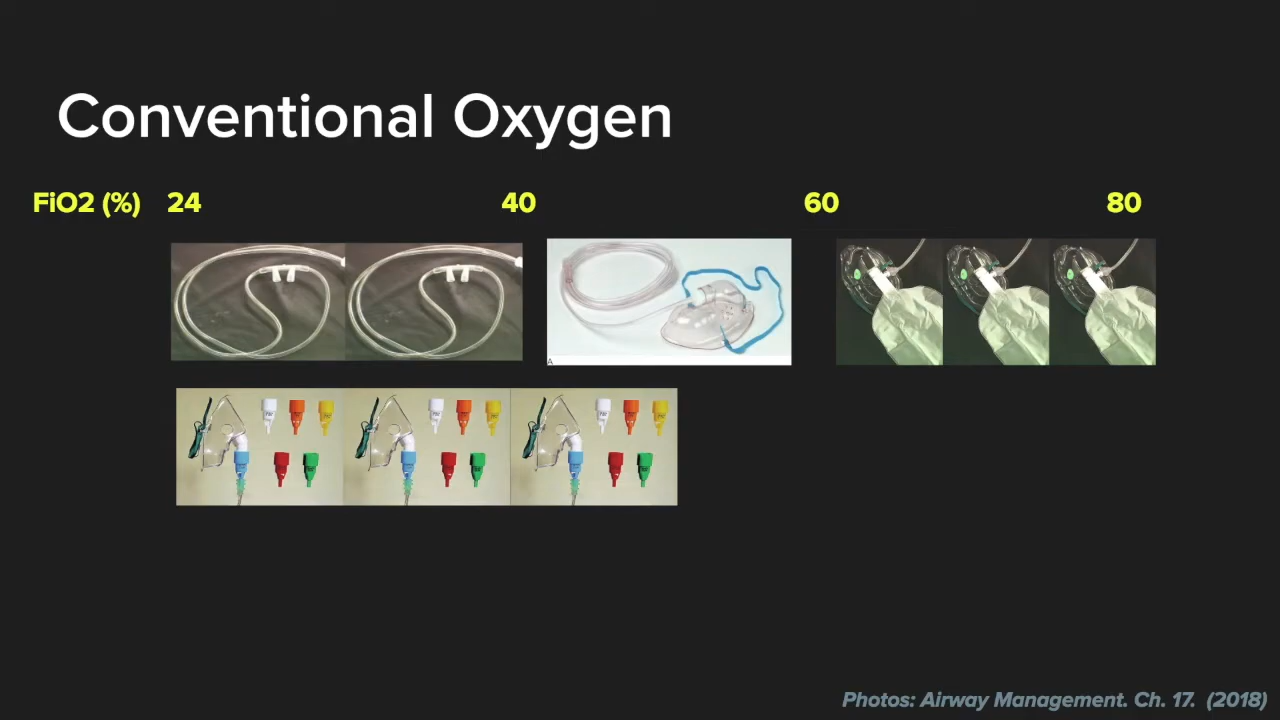 Conventional Oxygen
FiO2 (%) 24 40 60 80
A
Photos: Airway Management. Ch. 17. (2018)